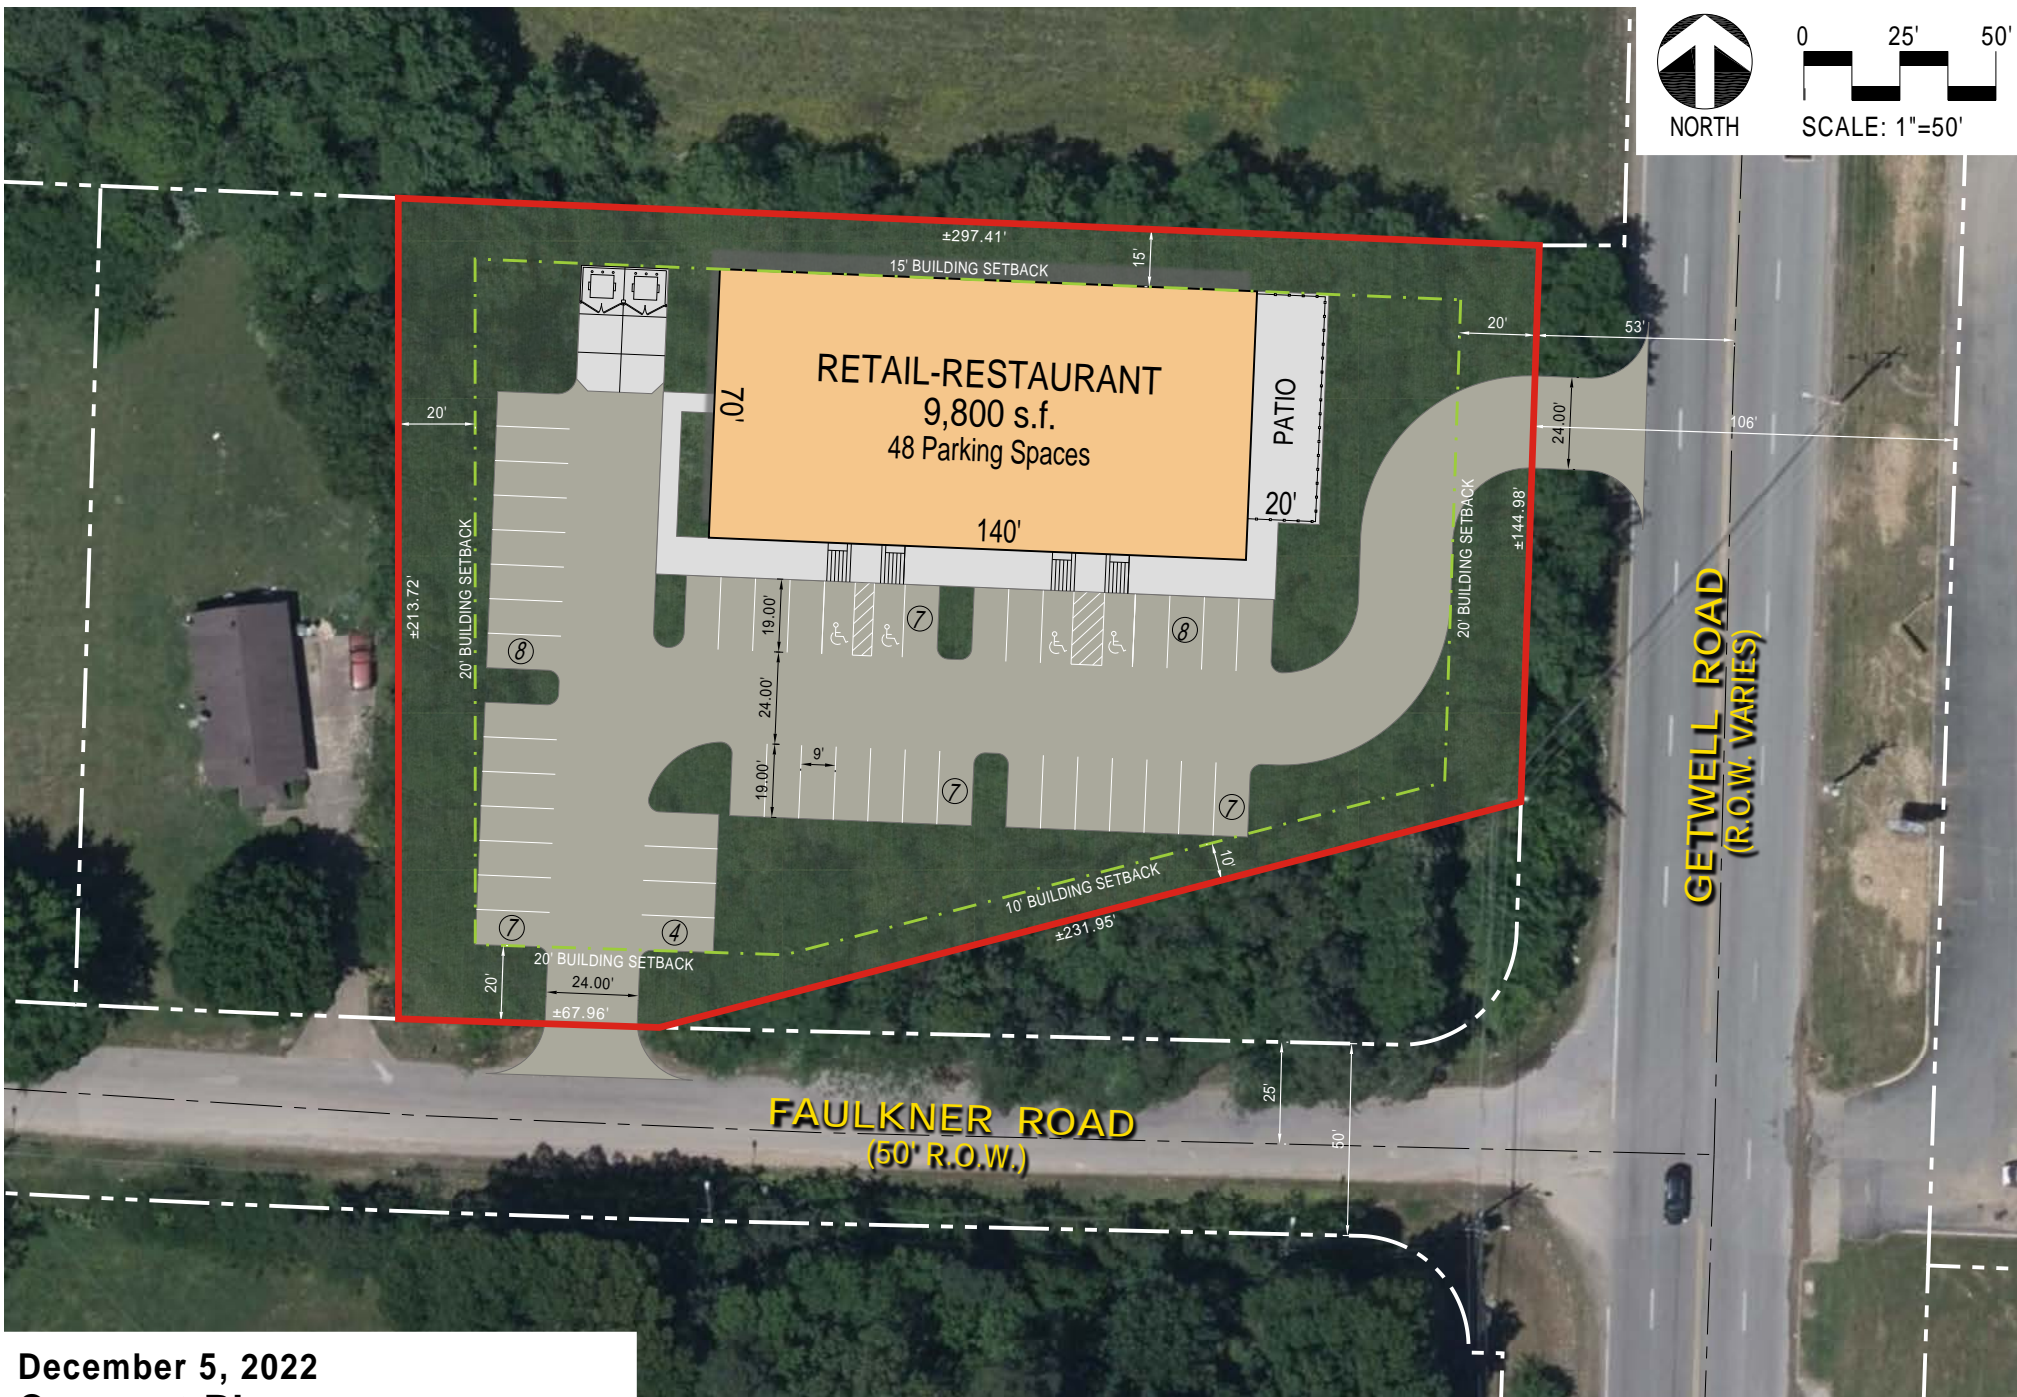 0 25' 50'
NORTH
SCALE: 1"=50'
±297.41'
15'
15' BUILDING SETBACK
RETAIL-RESTAURANT
9,800 s.f.
48 Parking Spaces
70'
140'
PATIO
20'
20'
53'
24.00'
106'
20'
20' BUILDING SETBACK
±213.72'
20' BUILDING SETBACK
±144.98'
19.00'
7
8
8
24.00'
19.00'
9'
7
7
7
4
10'
10' BUILDING SETBACK
±231.95'
20' BUILDING SETBACK
20'
24.00'
±67.96'
GETWELL ROAD
(R.O.W. VARIES)
25'
50'
FAULKNER ROAD
(50' R.O.W.)
December 5, 2022